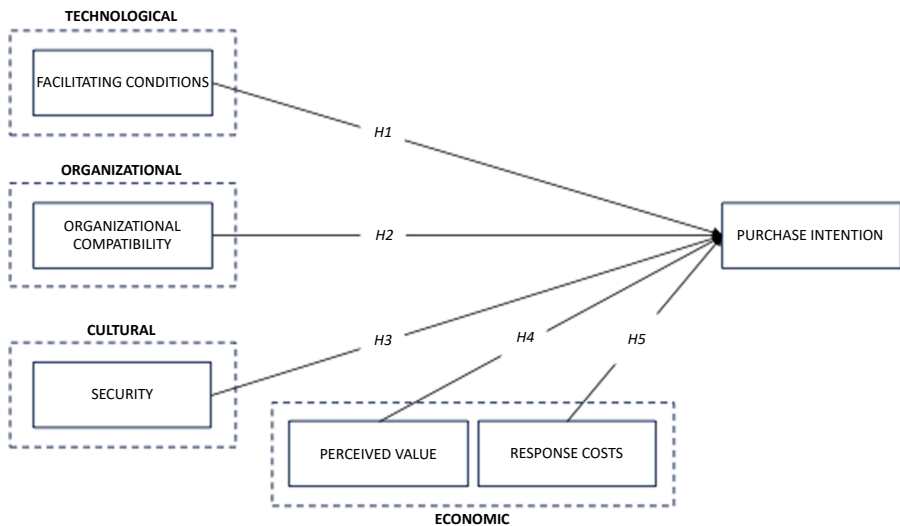 TECHNOLOGICAL
FACILITATING CONDITIONS
H1
ORGANIZATIONAL
ORGANIZATIONAL
COMPATIBILITY
H2
PURCHASE INTENTION
CULTURAL
SECURITY
H3
H4
H5
PERCEIVED VALUE
RESPONSE COSTS
ECONOMIC